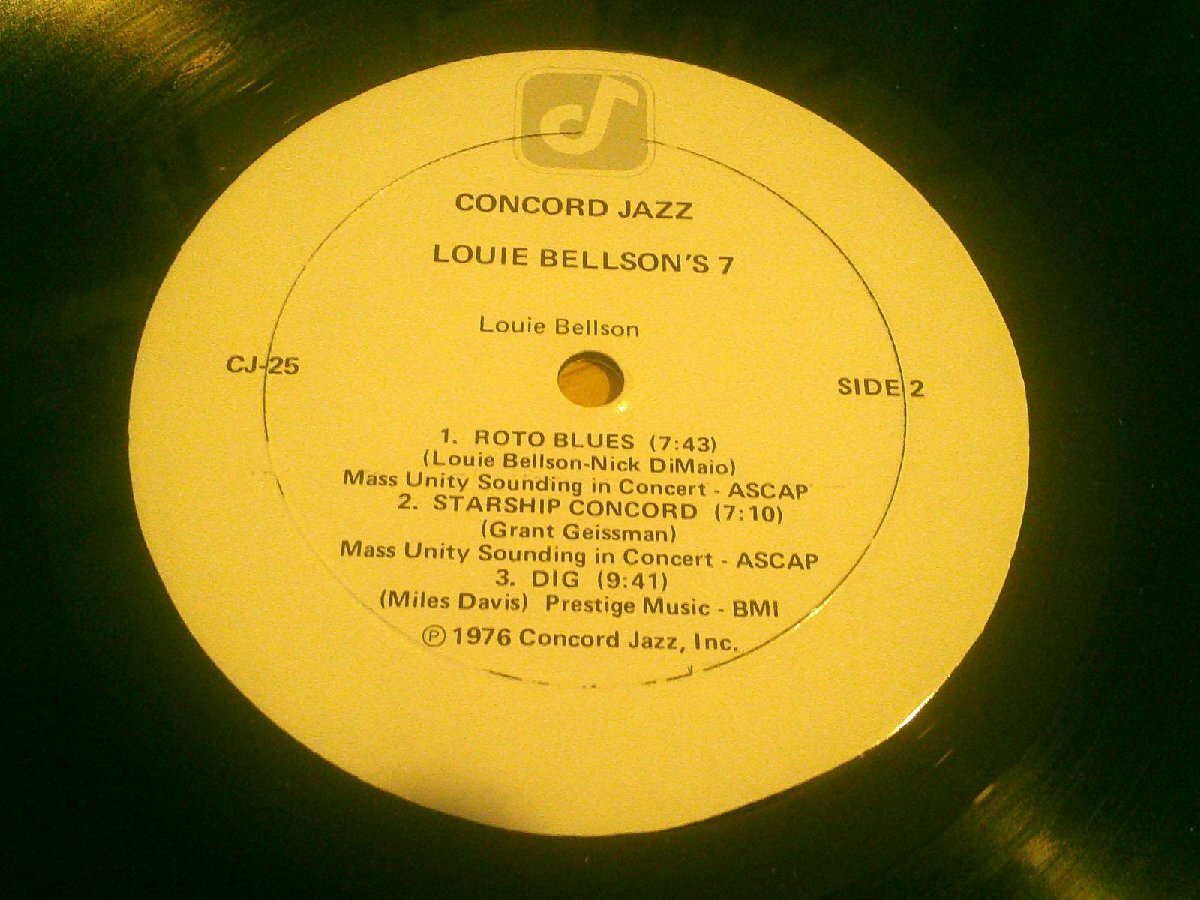 CONCORD JAZZ
LOUIE BELLSON'S 7
Louie Bellson
CJ-25
SIDE 2
1. ROTO BLUES (7:43)
(Louie Bellson-Nick DiMaio)
Mass Unity Sounding in Concert - ASCAP
2. STARSHIP CONCORD (7:10)
(Grant Geissman)
Mass Unity Sounding in Concert - ASCAP
3. DIG (9:41)
(Miles Davis) Prestige Music - BMI
Ⓟ 1976 Concord Jazz, Inc.